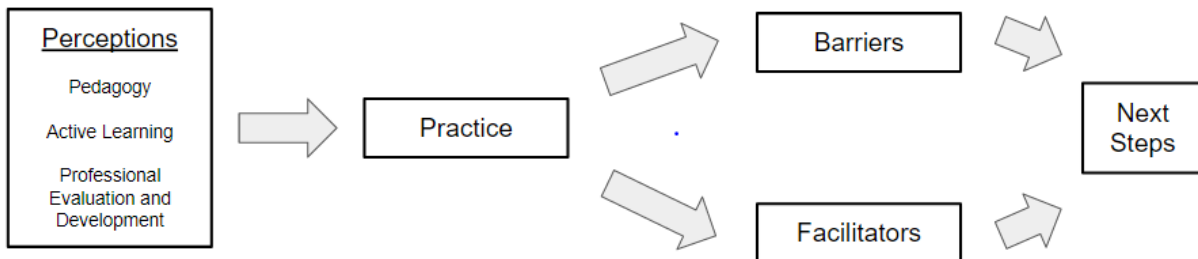 Perceptions
Pedagogy
Active Learning
Professional
Evaluation and
Development
Practice
Barriers
Facilitators
Next
Steps